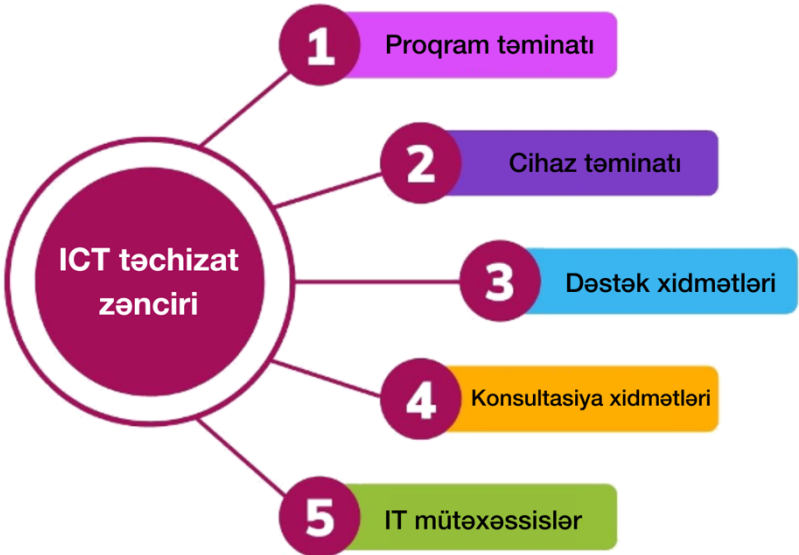 1
Proqram təminatı
2
Cihaz təminatı
ICT təchizat
zənciri
3
Dəstək xidmətləri
4
Konsultasiya xidmətləri
5
IT mütəxəssislər